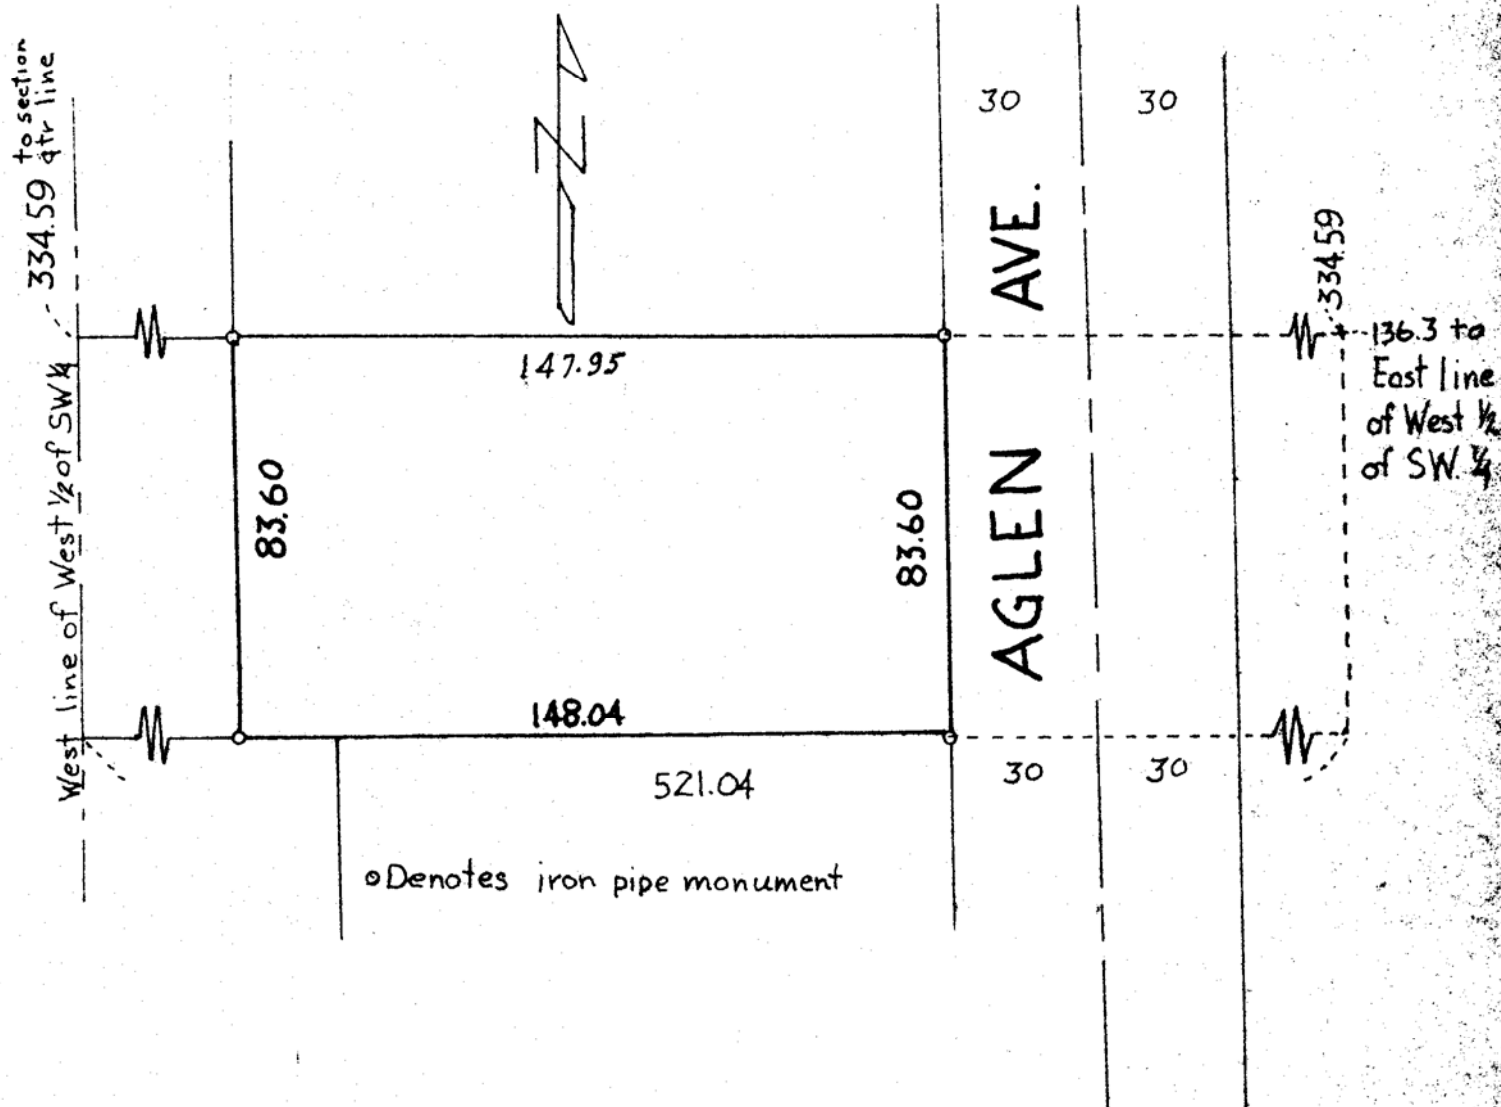 334.59 to section
qtr line
N
30
30
AGLEN AVE.
334.59
136.3 to
East line
of West 1/2
of SW. 1/4
147.95
83.60
83.60
West line of West 1/2 of SW 1/4
148.04
521.04
30
30
Denotes iron pipe monument